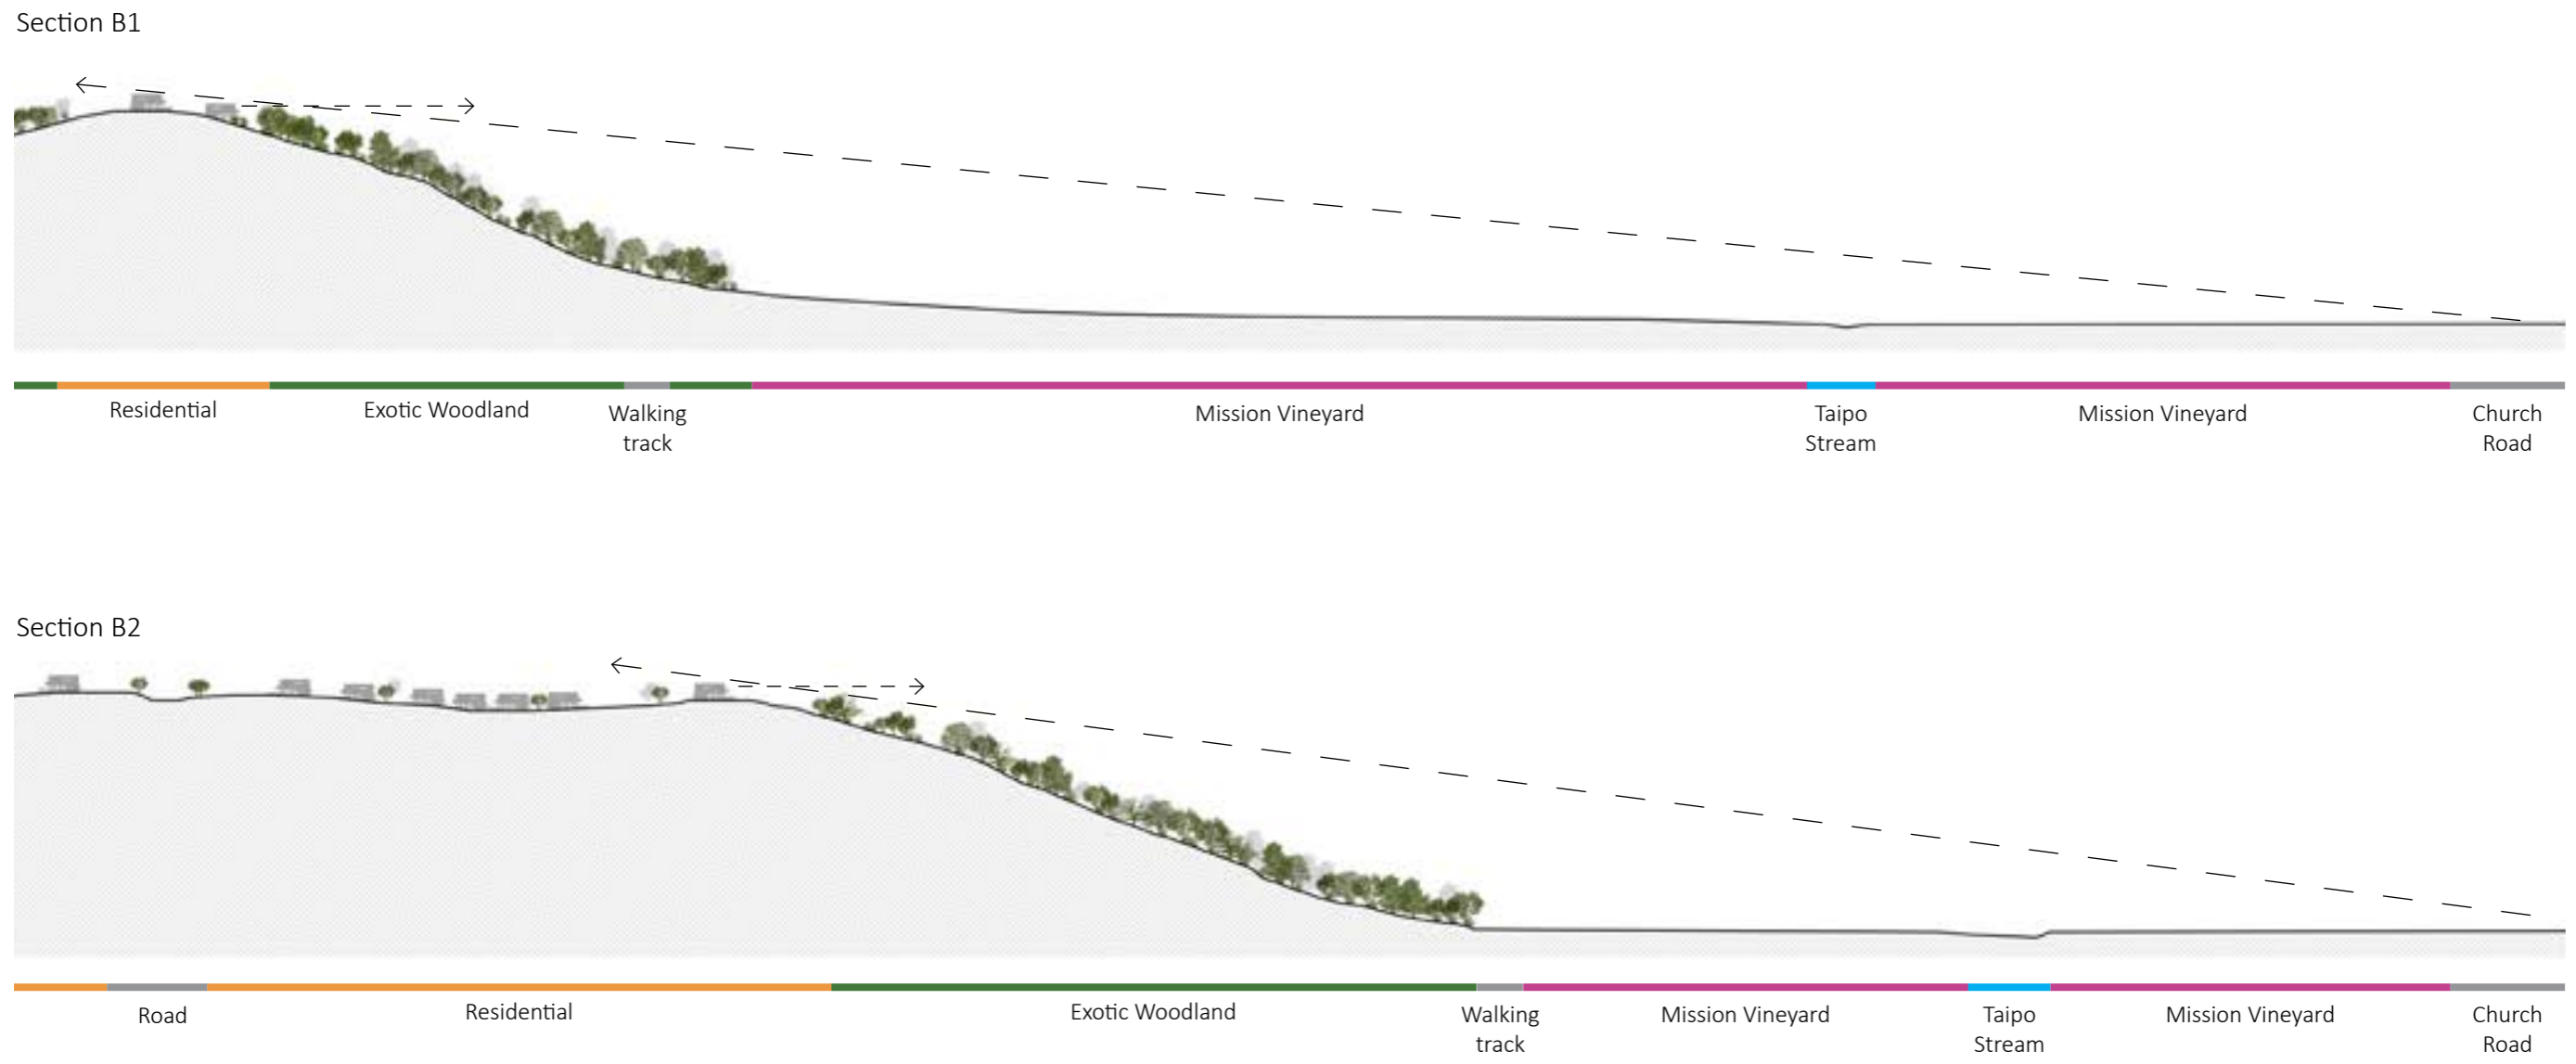 Section B1
Residential
Exotic Woodland
Walking
track
Mission Vineyard
Taipo
Stream
Mission Vineyard
Church
Road
Section B2
Road
Residential
Exotic Woodland
Walking
track
Mission Vineyard
Taipo
Stream
Mission Vineyard
Church
Road